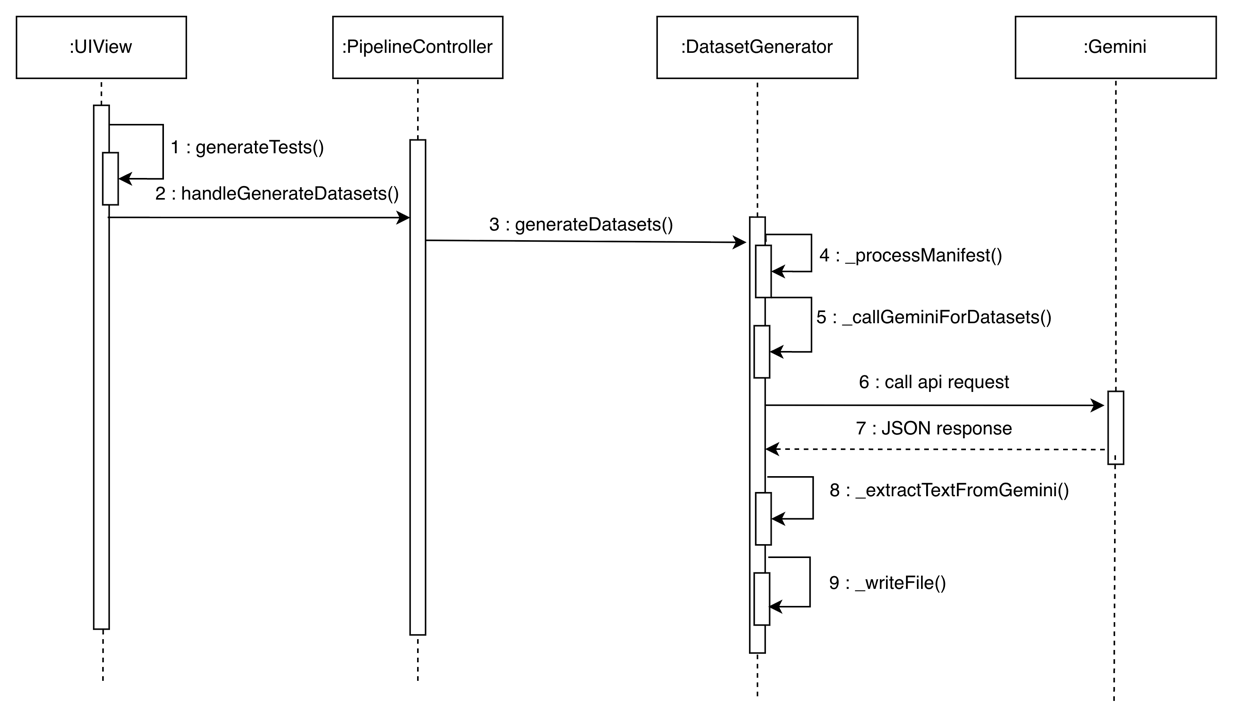 :UIView
:PipelineController
:DatasetGenerator
:Gemini
1 : generateTests()
2 : handleGenerateDatasets()
3 : generateDatasets()
4 : _processManifest()
5 : _callGeminiForDatasets()
6 : call api request
7 : JSON response
8 : _extractTextFromGemini()
9 : _writeFile()